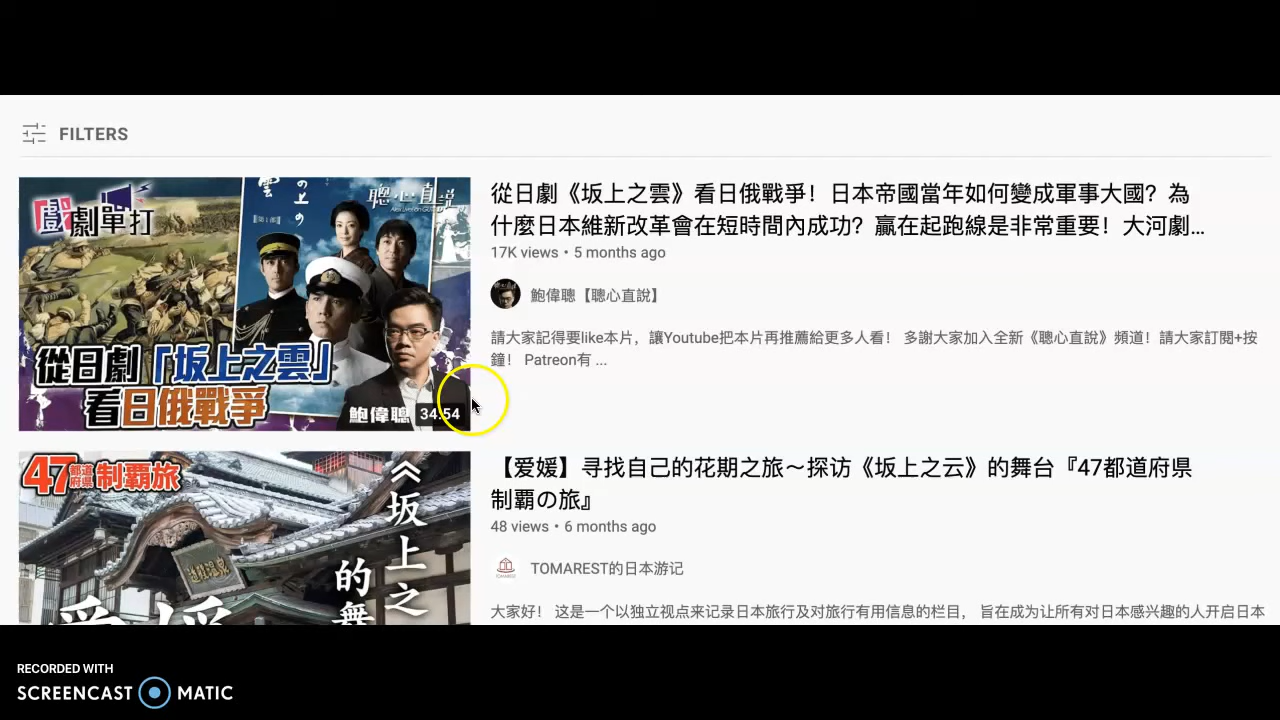 FILTERS
從日劇《坂上之雲》看日俄戰爭！日本帝國當年如何變成軍事大國？為
什麼日本維新改革會在短時間內成功？贏在起跑線是非常重要！大河劇...
17K views • 5 months ago
鮑偉聰【聰心直說】
請大家記得要like本片，讓Youtube把本片再推薦給更多人看！ 多謝大家加入全新《聰心直說》頻道！請大家訂閱+按
鐘！ Patreon有 ...
戲劇單打
聰心直說
從日劇「坂上之雲」
看日俄戰爭
鮑偉聰
34:54
【爱媛】寻找自己的花期之旅～探访《坂上之云》的舞台『47都道府県
制覇の旅』
48 views • 6 months ago
TOMAREST的日本游记
大家好！ 这是一个以独立视点来记录日本旅行及对旅行有用信息的栏目， 旨在成为让所有对日本感兴趣的人开启日本
47都道府県制覇旅
《坂上之
的舞
RECORDED WITH
SCREENCAST MATIC